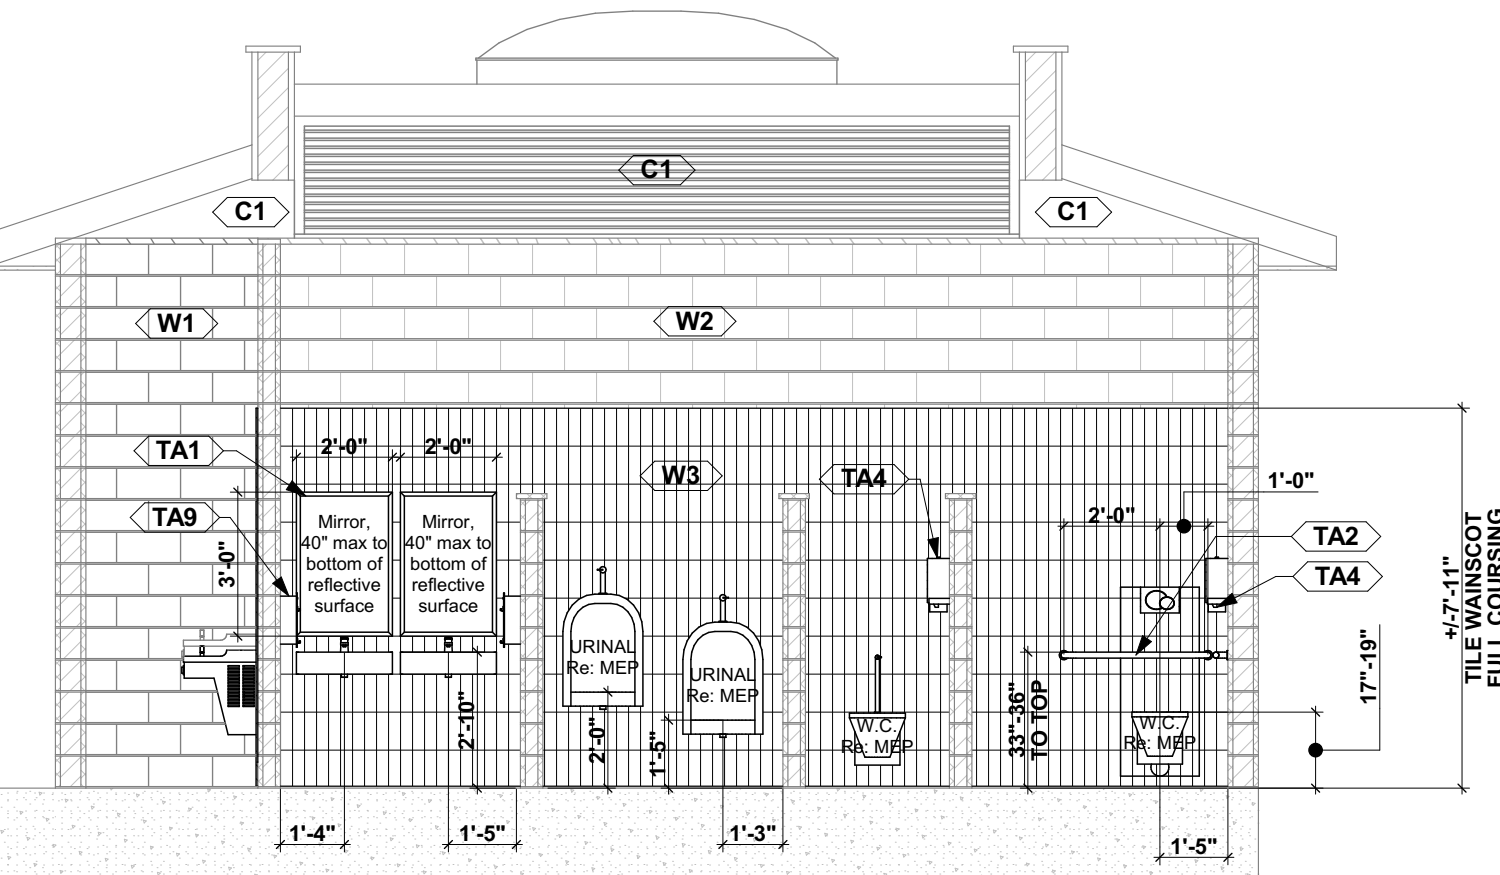 C1
C1
C1
W1
W2
TA1
2'-0"
2'-0"
W3
TA4
1'-0"
TA9
2'-0"
TA2
TA4
3'-0"
Mirror,
40" max to
bottom of
reflective
surface
Mirror,
40" max to
bottom of
reflective
surface
URINAL
Re: MEP
URINAL
Re: MEP
W.C.
Re: MEP
W.C.
Re: MEP
2'-10"
2'-0"
1'-5"
33"-36"
TO TOP
17"-19"
+/-7'-11"
TILE WAINSCOT
FULL COURSING
1'-4"
1'-5"
1'-3"
1'-5"